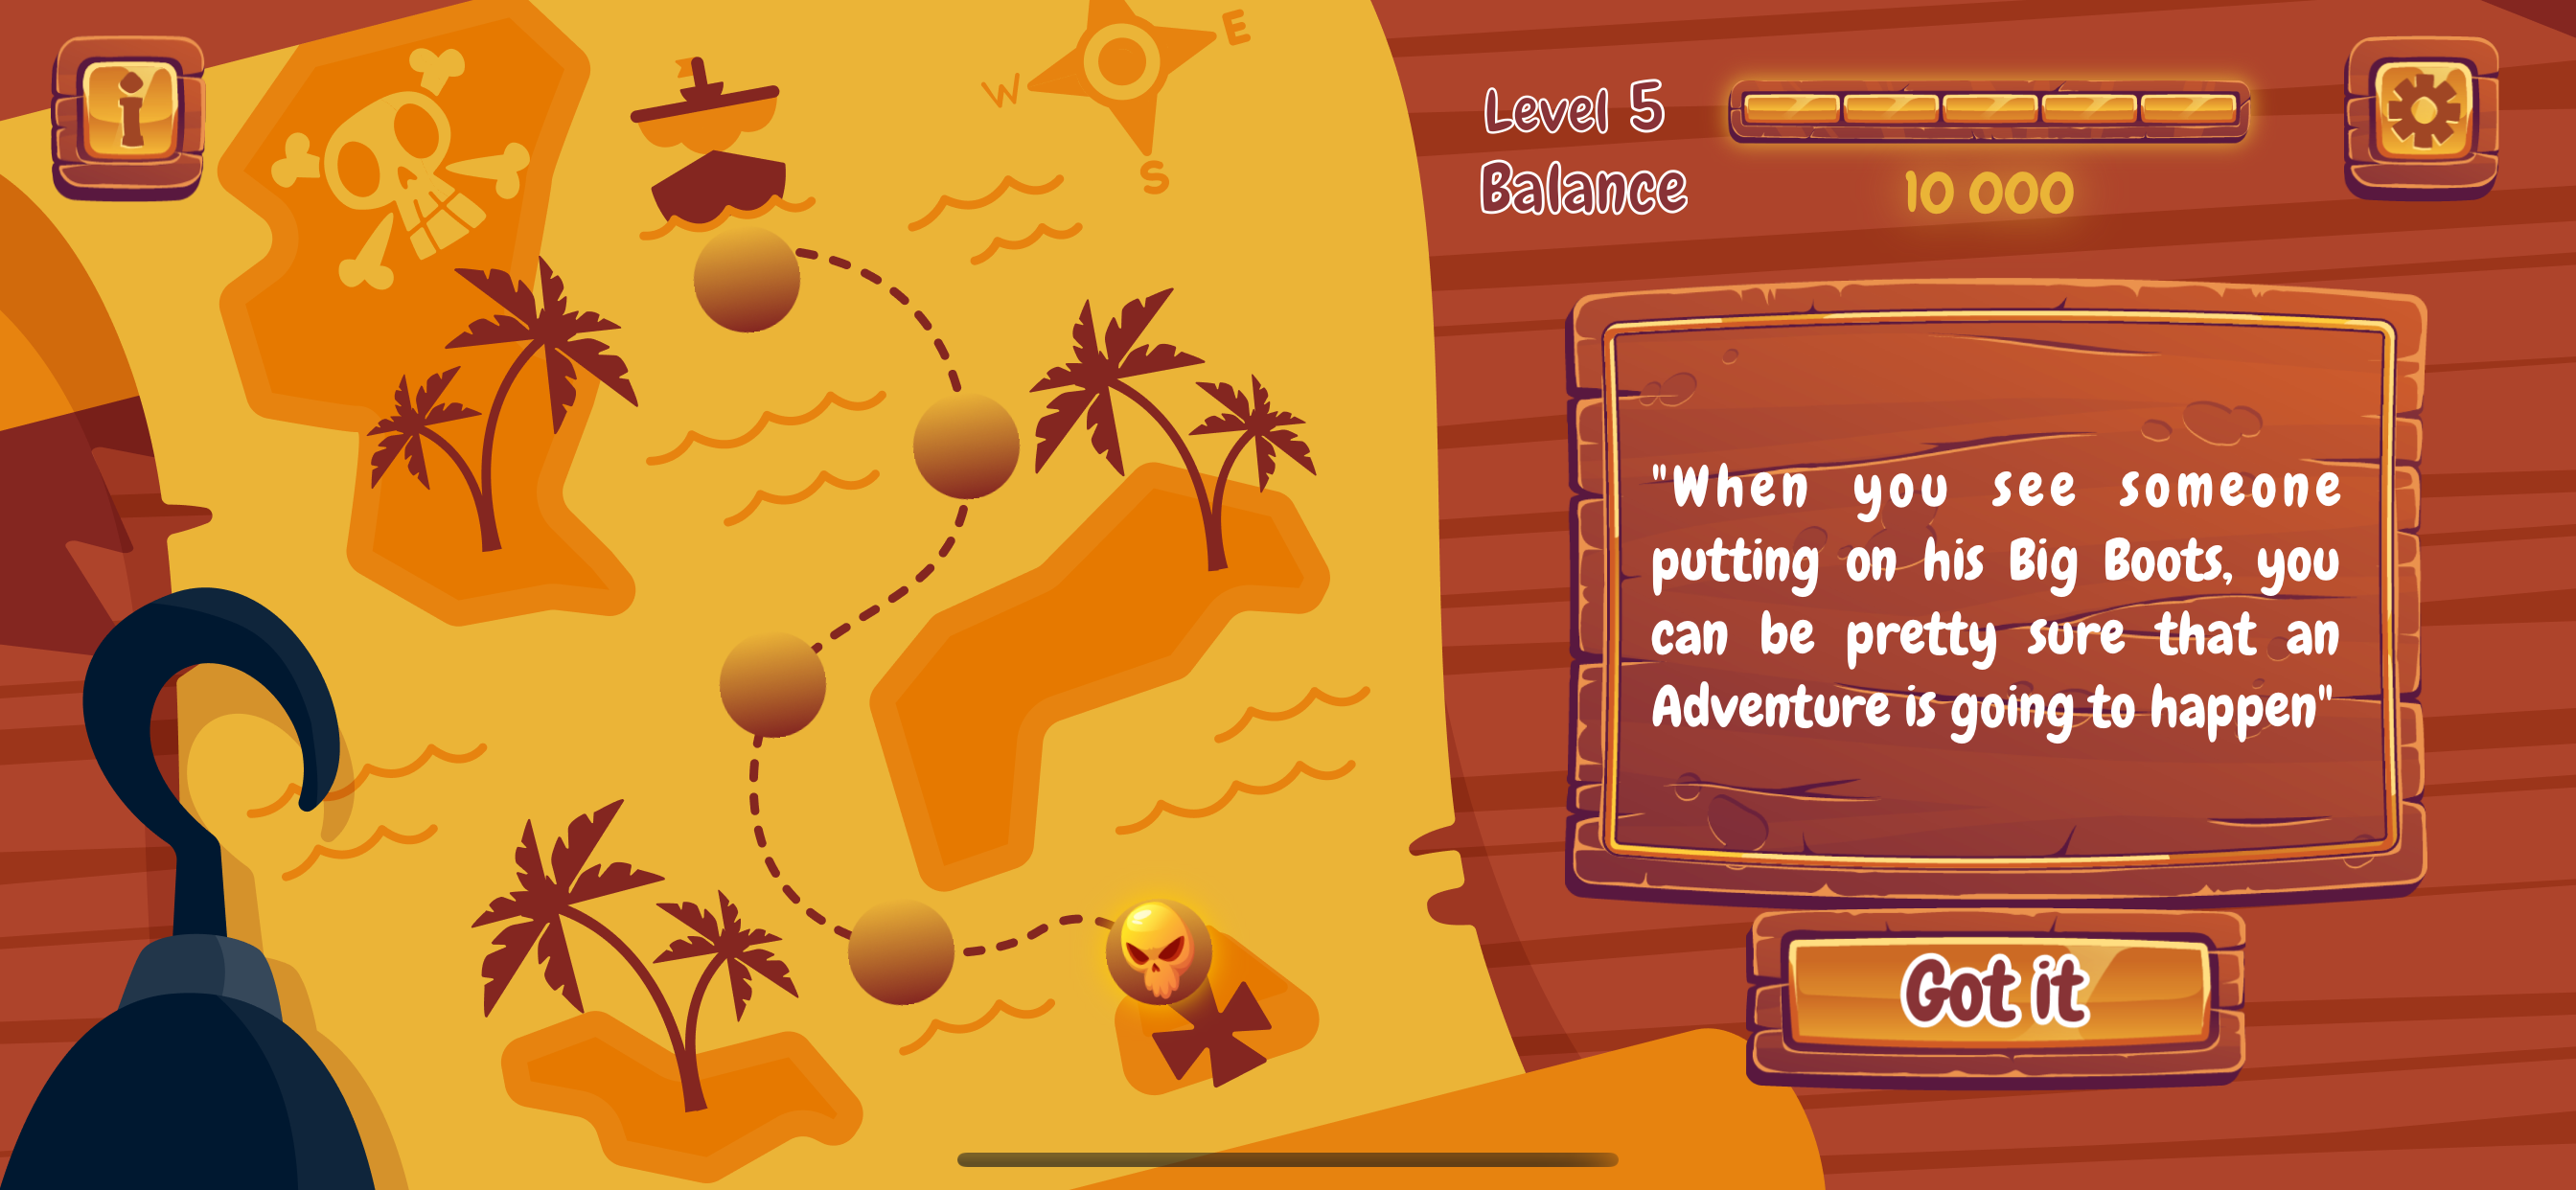 E
W
S
i
Level 5
Balance
10 000
"When you see someone
putting on his Big Boots, you
can be pretty sure that an
Adventure is going to happen"
Got it